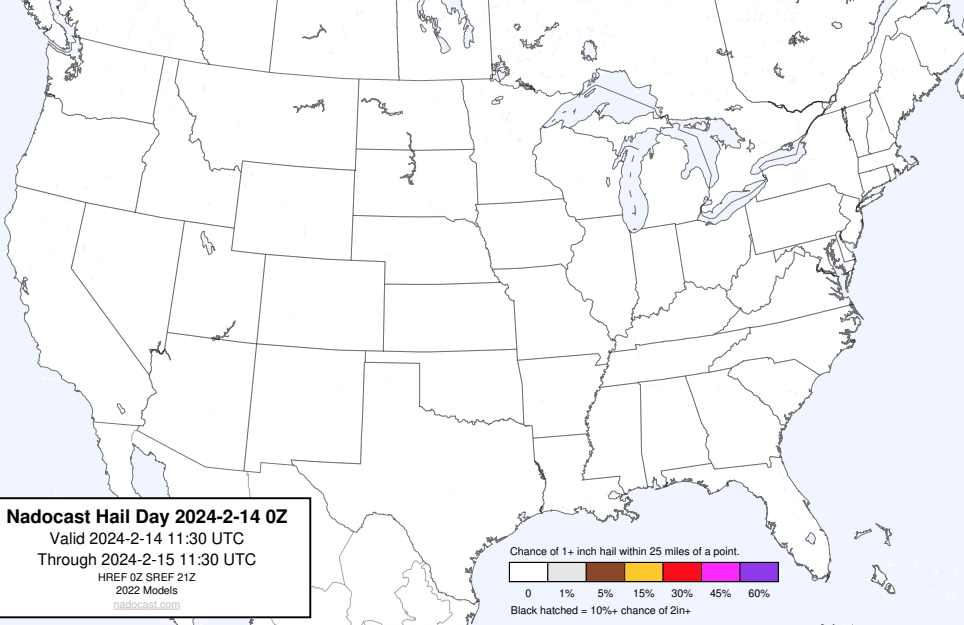 Nadocast Hail Day 2024-2-14 0Z
Valid 2024-2-14 11:30 UTC
Through 2024-2-15 11:30 UTC
HREF 0Z SREF 21Z
2022 Models
nadocast.com
Chance of 1+ inch hail within 25 miles of a point.
0 1% 5% 15% 30% 45% 60%
Black hatched = 10%+ chance of 2in+